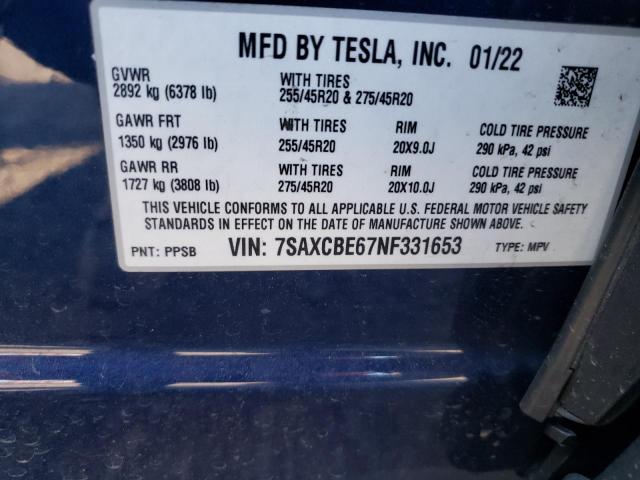 MFD BY TESLA, INC. 01/22
GVWR
2892 kg (6378 lb)
WITH TIRES
255/45R20 & 275/45R20
GAWR FRT
1350 kg (2976 lb)
WITH TIRES
255/45R20
RIM
20X9.0J
COLD TIRE PRESSURE
290 kPa, 42 psi
GAWR RR
1727 kg (3808 lb)
WITH TIRES
275/45R20
RIM
20X10.0J
COLD TIRE PRESSURE
290 kPa, 42 psi
THIS VEHICLE CONFORMS TO ALL APPLICABLE U.S. FEDERAL MOTOR VEHICLE SAFETY
STANDARDS IN EFFECT ON THE DATE OF MANUFACTURE SHOWN ABOVE.
PNT: PPSB VIN: 7SAXCBE67NF331653 TYPE: MPV